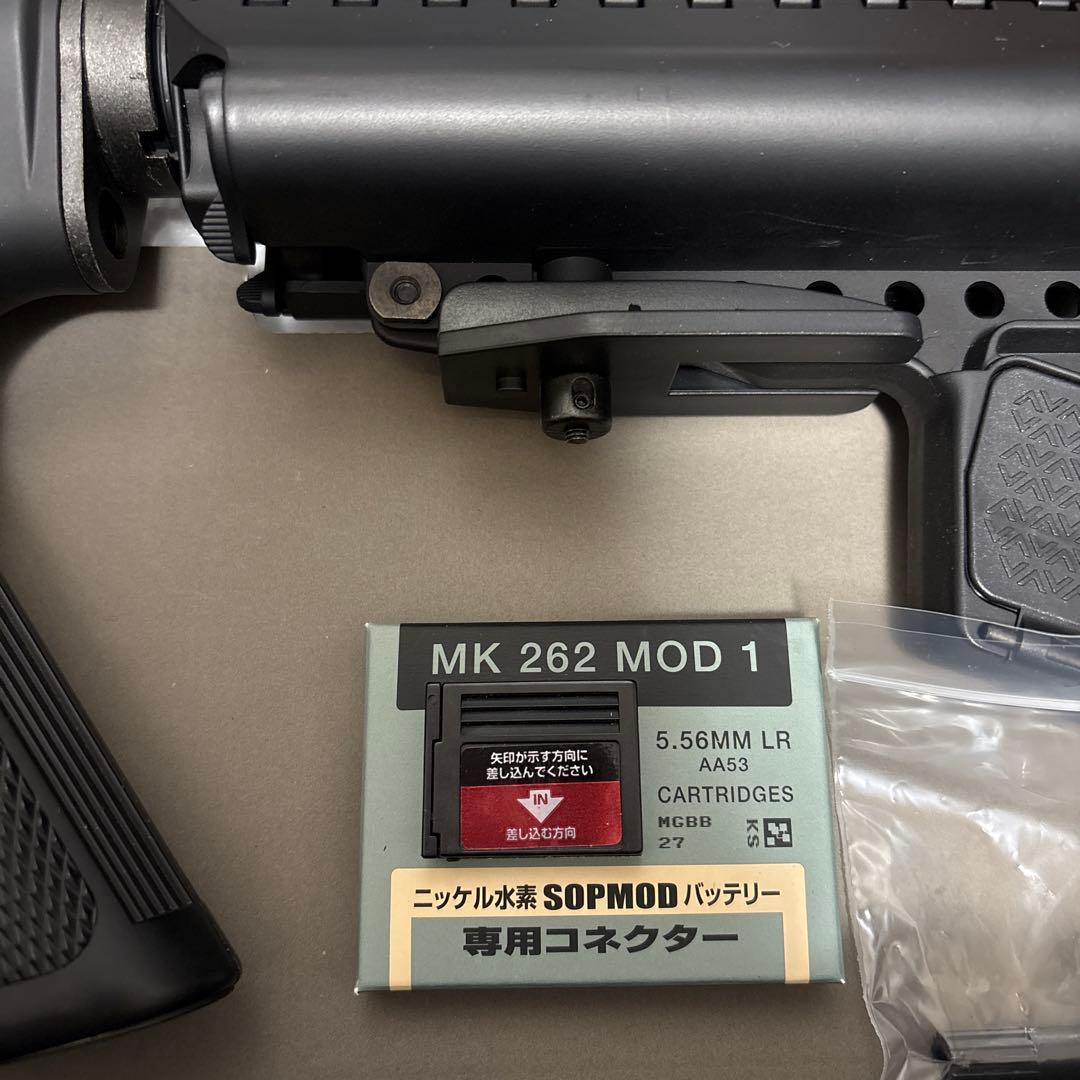 MK 262 MOD 1
矢印が示す方向に
差し込んでください
IN
差し込む方向
5.56MM LR
AA53
CARTRIDGES
MGBB
27
KS
ニッケル水素 SOPMOD バッテリー
専用コネクター